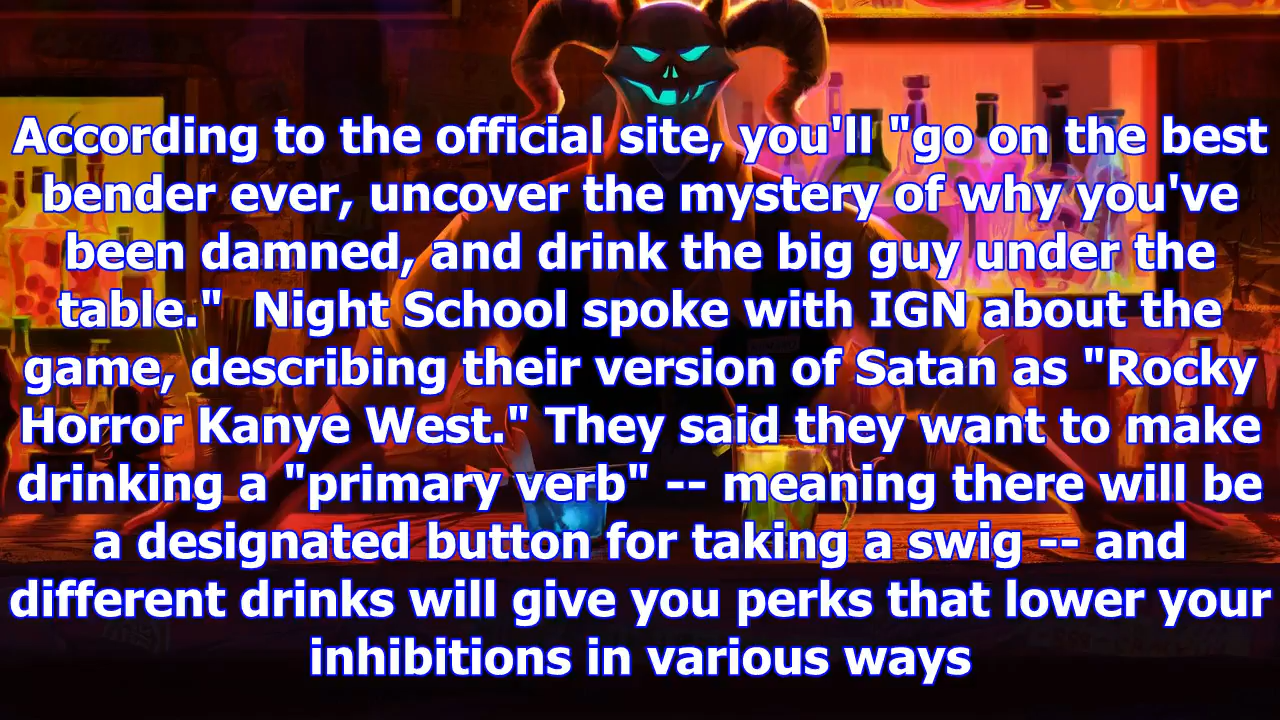 According to the official site, you'll "go on the best
bender ever, uncover the mystery of why you've
been damned, and drink the big guy under the
table."  Night School spoke with IGN about the
game, describing their version of Satan as "Rocky
Horror Kanye West." They said they want to make
drinking a "primary verb" -- meaning there will be
a designated button for taking a swig -- and
different drinks will give you perks that lower your
inhibitions in various ways